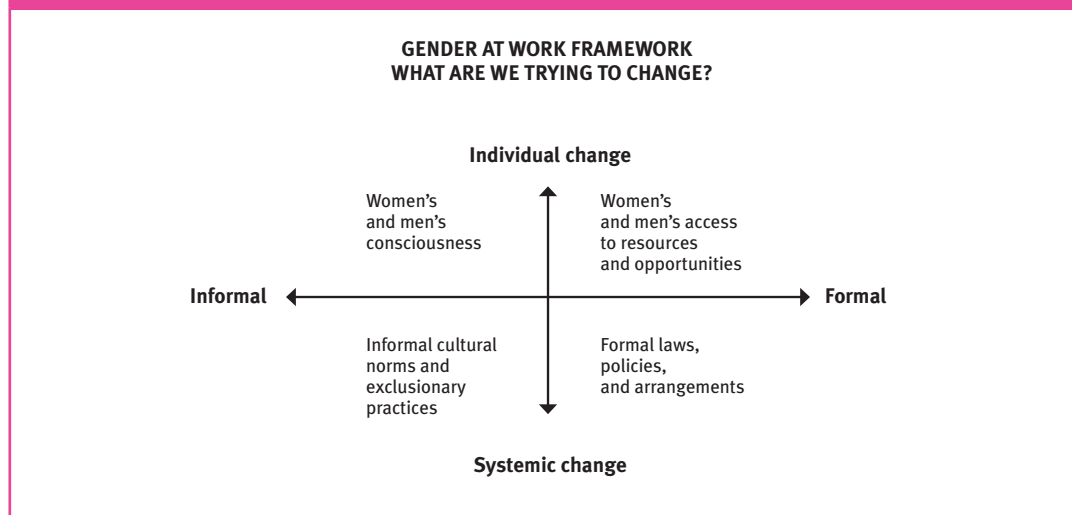 GENDER AT WORK FRAMEWORK
WHAT ARE WE TRYING TO CHANGE?
Individual change
Women’s
and men’s
consciousness
Women’s
and men’s access
to resources
and opportunities
Informal
Formal
Informal cultural
norms and
exclusionary
practices
Formal laws,
policies,
and arrangements
Systemic change